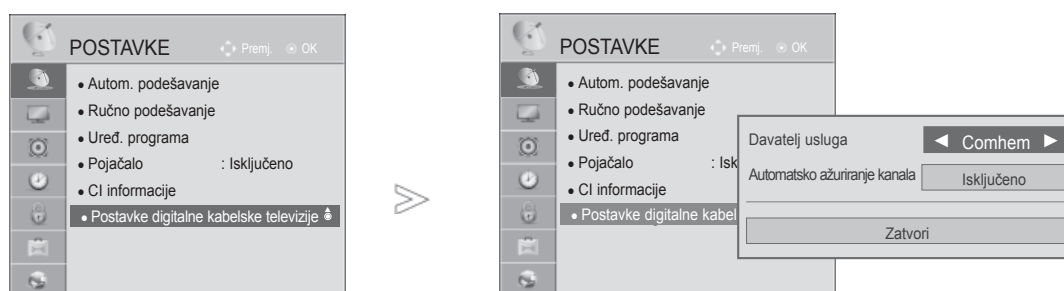 POSTAVKE Premj. OK
• Autom. podešavanje
• Ručno podešavanje
• Uređ. programa
• Pojačalo : Isključeno
• CI informacije
• Postavke digitalne kabelske televizije
POSTAVKE Premj. OK
• Autom. podešavanje
• Ručno podešavanje
• Uređ. programa
• Pojačalo : Isk
• CI informacije
• Postavke digitalne kabel
Davatelj usluga ◄ Comhem ►
Automatsko ažuriranje kanala Isključeno
Zatvori